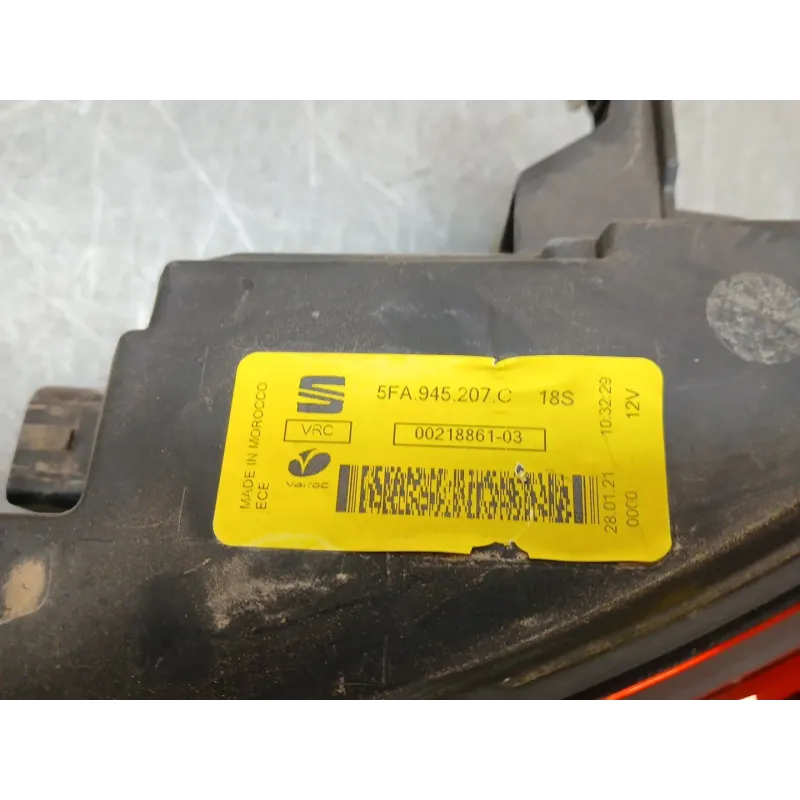 MADE IN MOROCCO
ECE
5FA.945.207.C 18S
VRC 00218861-03
varroc
28.01.21 10:32:29
0000 12V